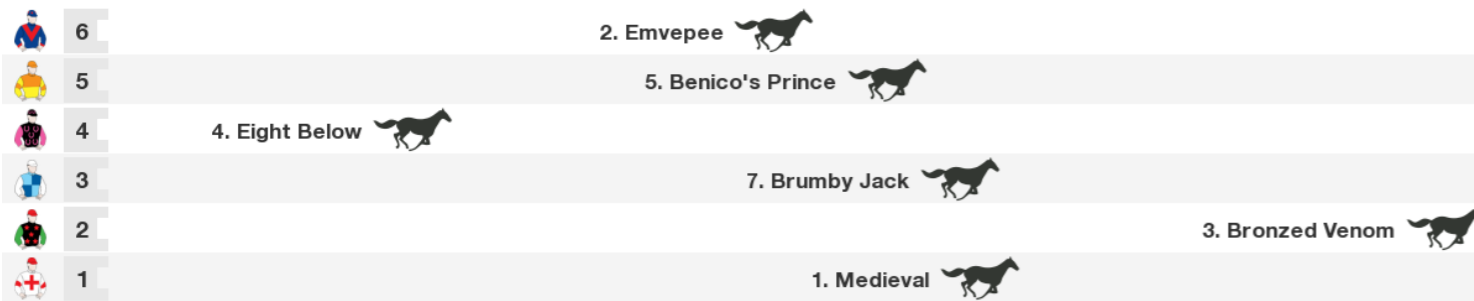 6 2. Emvepee
5 5. Benico's Prince
4 4. Eight Below
3 7. Brumby Jack
2 3. Bronzed Venom
1 1. Medieval